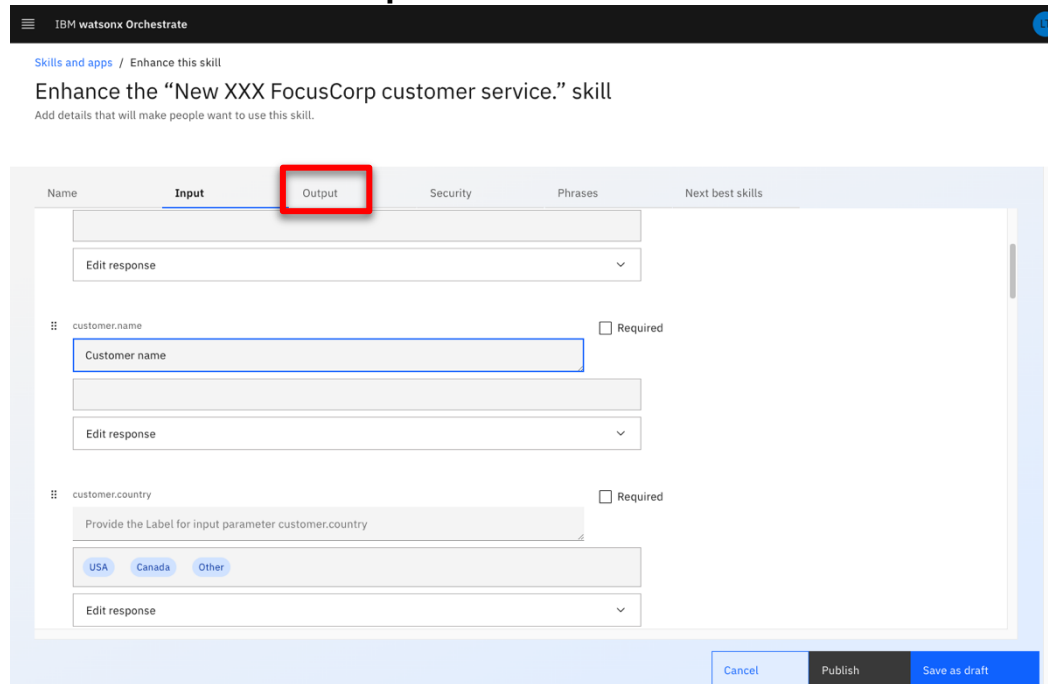 IBM watsonx Orchestrate
Skills and apps / Enhance this skill
Enhance the “New XXX FocusCorp customer service.” skill
Add details that will make people want to use this skill.
Name Input Output Security Phrases Next best skills
Edit response
customer.name Required
Customer name
Edit response
customer.country Required
Provide the Label for input parameter customer.country
USA Canada Other
Edit response
Cancel Publish Save as draft